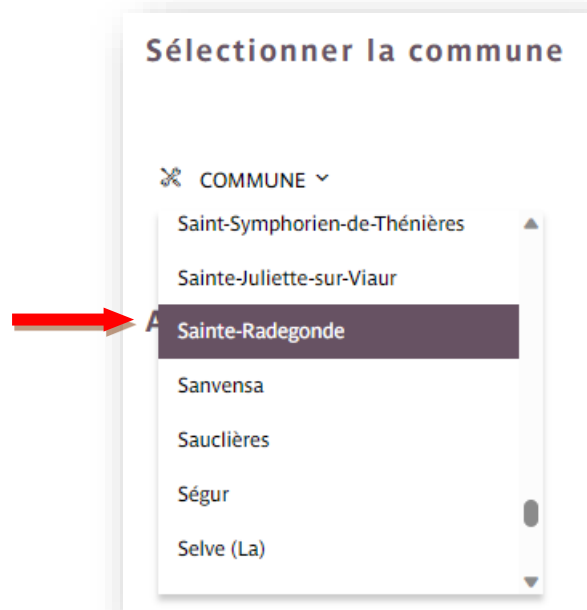 Sélectionner la commune
COMMUNE
Saint-Symphorien-de-Thénières
Sainte-Juliette-sur-Viaur
Sainte-Radegonde
Sanvensa
Sauclières
Ségur
Selve (La)